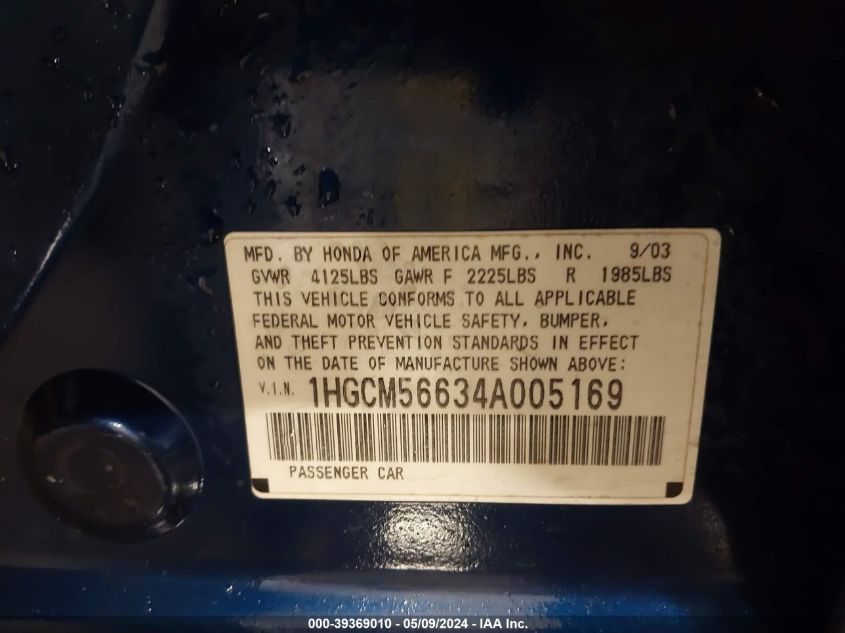 MFD. BY HONDA OF AMERICA MFG., INC. 9/03
GVWR 4125LBS GAWR F 2225LBS R 1985LBS
THIS VEHICLE CONFORMS TO ALL APPLICABLE
FEDERAL MOTOR VEHICLE SAFETY, BUMPER,
AND THEFT PREVENTION STANDARDS IN EFFECT
ON THE DATE OF MANUFACTURE SHOWN ABOVE:
V.I.N. 1HGCM56634A005169
PASSENGER CAR
000-39369010 - 05/09/2024 - IAA Inc.